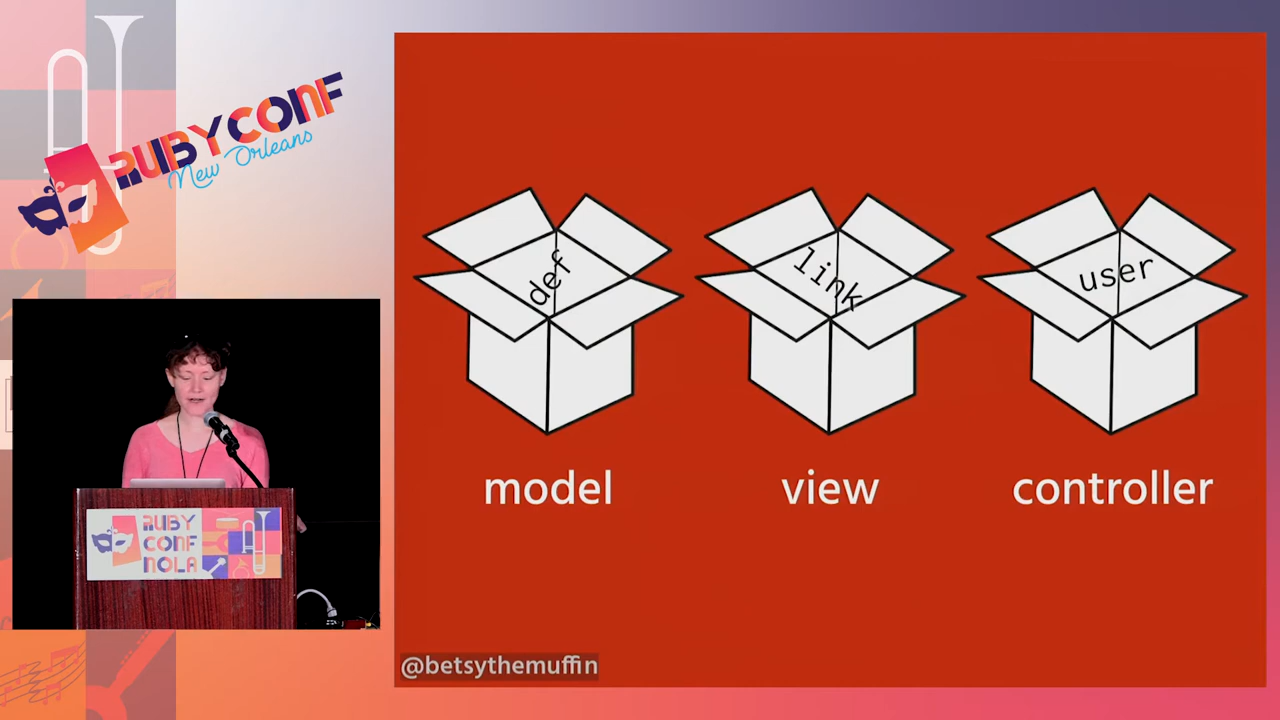 RUBYCONF
New Orleans
RUBY
CONF
NOLA
def
link
user
model
view
controller
@betsythemuffin